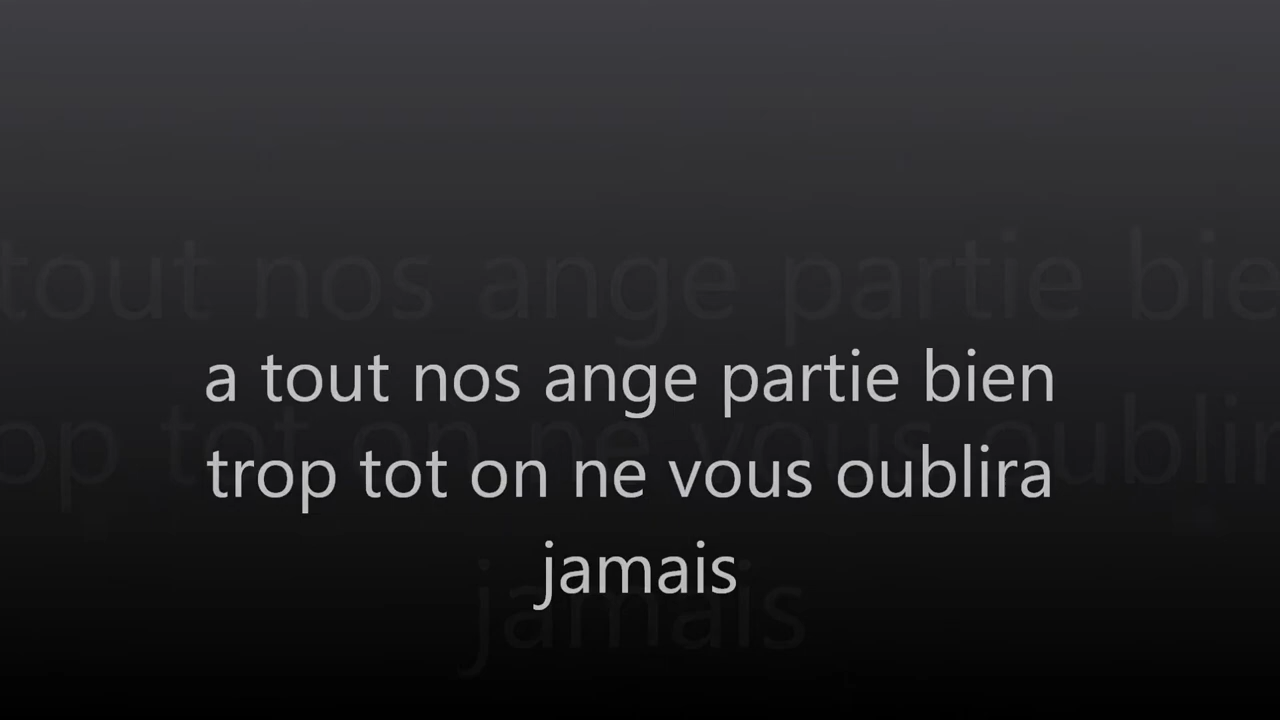 a tout nos ange partie bien
trop tot on ne vous oublira
jamais